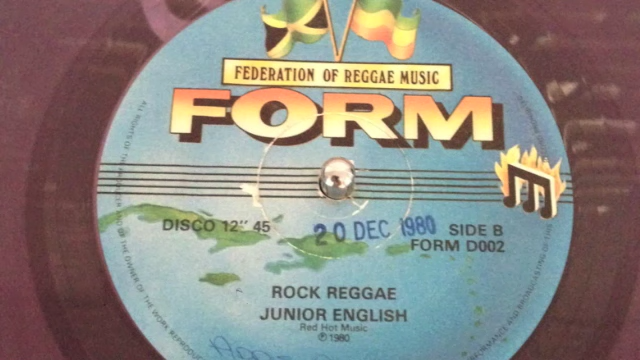 FEDERATION OF REGGAE MUSIC
FORM
DISCO 12" 45
20 DEC 1980
SIDE B
FORM D002
ROCK REGGAE
JUNIOR ENGLISH
Red Hot Music
℗1980